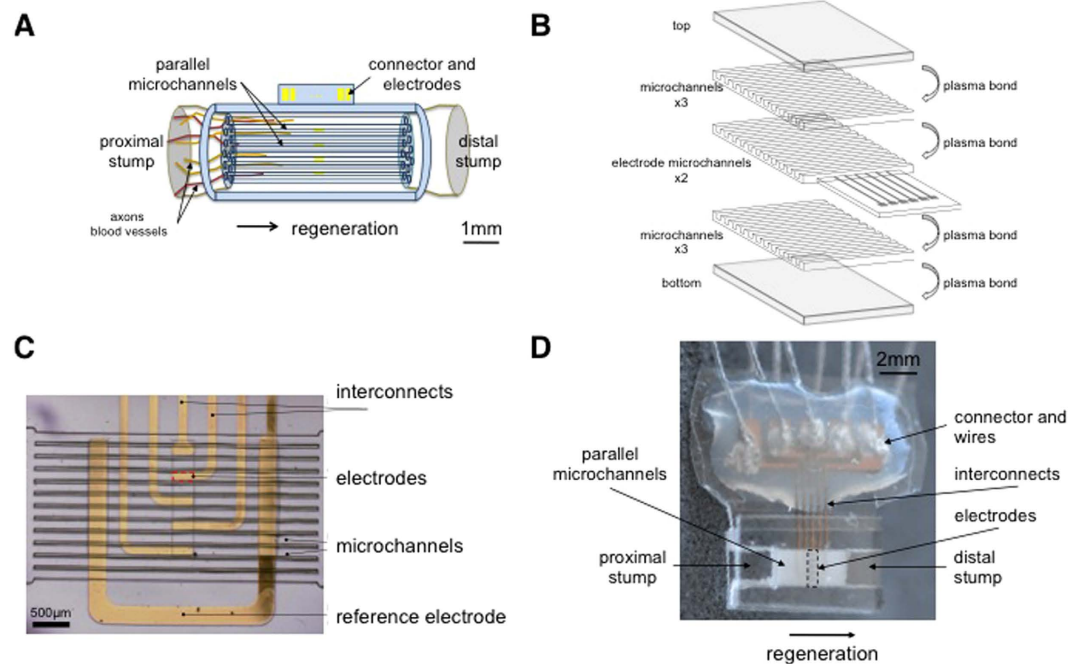 A
parallel
microchannels
connector and
electrodes
proximal
stump
distal
stump
axons
blood vessels
regeneration
1mm
B
top
microchannels
x3
electrode microchannels
x2
microchannels
x3
bottom
plasma bond
plasma bond
plasma bond
plasma bond
C
interconnects
electrodes
microchannels
reference electrode
500µm
D
2mm
connector and
wires
parallel
microchannels
interconnects
electrodes
proximal
stump
distal
stump
regeneration